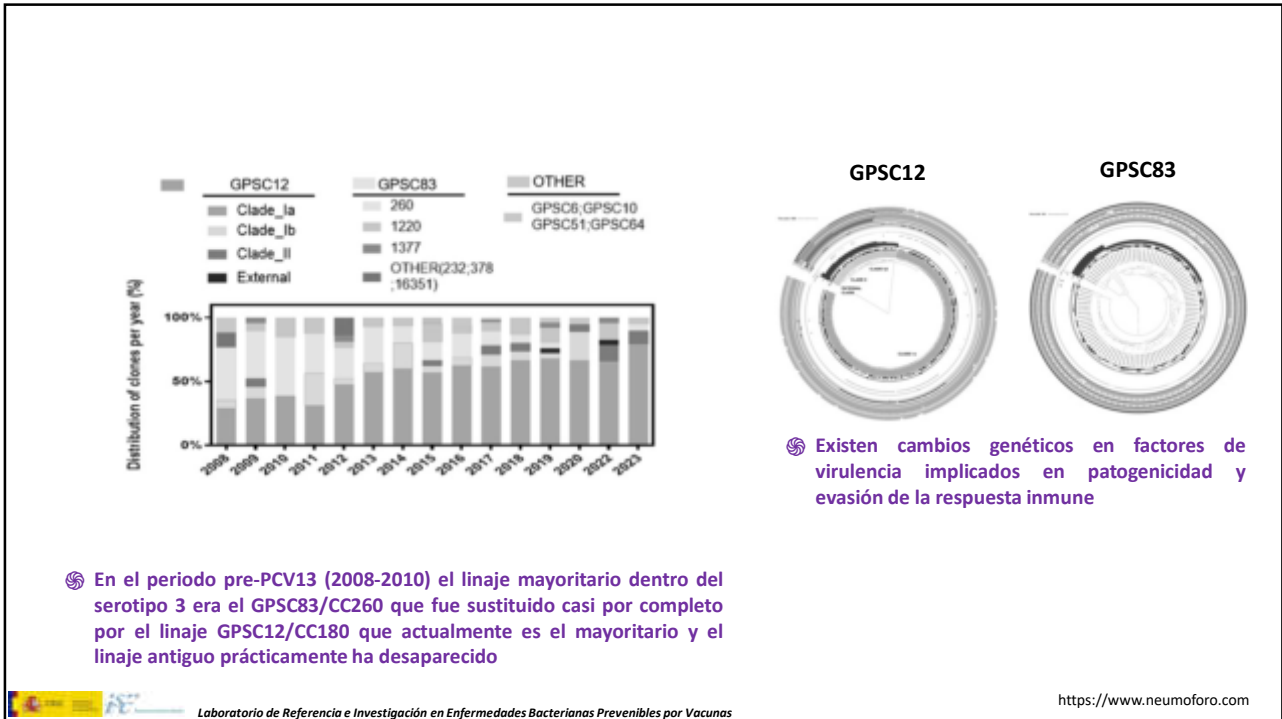 GPSC12
GPSC83
OTHER
Clade_Ia
Clade_Ib
Clade_II
External
260
1220
1377
OTHER(232;378
;16351)
GPSC6;GPSC10
GPSC51;GPSC64
Distribution of clones per year (%)
100%
50%
0%
2008
2009
2010
2011
2012
2013
2014
2015
2016
2017
2018
2019
2020
2022
2023
GPSC12
GPSC83
Existen cambios genéticos en factores de
virulencia implicados en patogenicidad y
evasión de la respuesta inmune
En el periodo pre-PCV13 (2008-2010) el linaje mayoritario dentro del
serotipo 3 era el GPSC83/CC260 que fue sustituido casi por completo
por el linaje GPSC12/CC180 que actualmente es el mayoritario y el
linaje antiguo prácticamente ha desaparecido
Laboratorio de Referencia e Investigación en Enfermedades Bacterianas Prevenibles por Vacunas
https://www.neumoforo.com